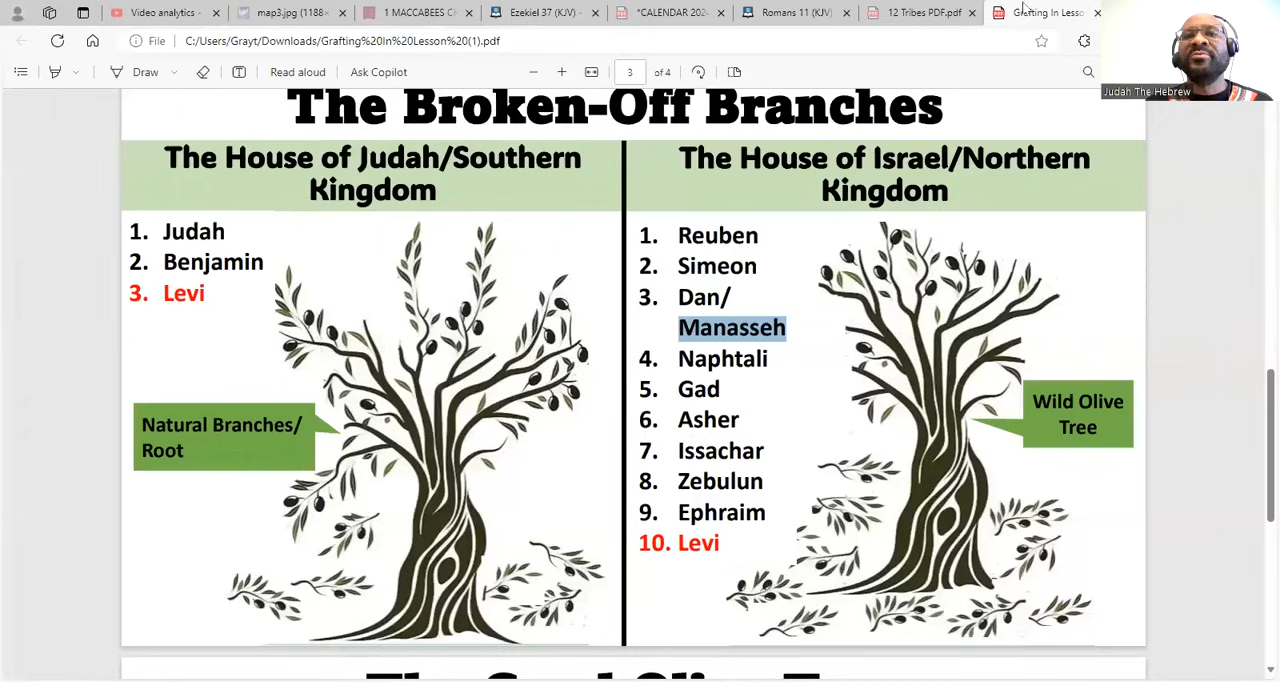 Video analytics -
map3.jpg (1188×
1 MACCABEES CH
Ezekiel 37 (KJV) -
*CALENDAR 2024-
Romans 11 (KJV)
12 Tribes PDF.pdf
Grafting In Lesso
File
C:/Users/Grayt/Downloads/Grafting%20In%20Lesson%20(1).pdf
Draw
Read aloud
Ask Copilot
3 of 4
Judah The Hebrew
The Broken-Off Branches
The House of Judah/Southern
Kingdom
1. Judah
2. Benjamin
3. Levi
Natural Branches/
Root
The House of Israel/Northern
Kingdom
1. Reuben
2. Simeon
3. Dan/
Manasseh
4. Naphtali
5. Gad
6. Asher
7. Issachar
8. Zebulun
9. Ephraim
10. Levi
Wild Olive
Tree